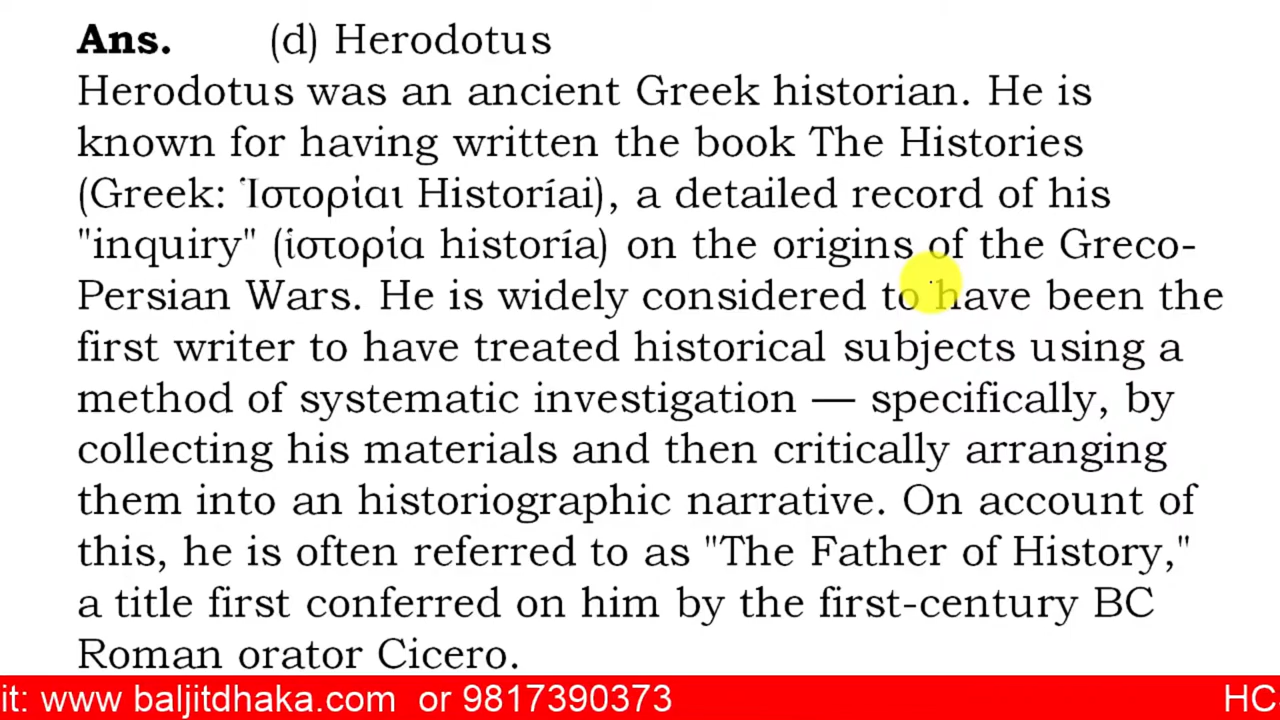 Ans. (d) Herodotus
Herodotus was an ancient Greek historian. He is
known for having written the book The Histories
(Greek: Ἱστορίαι Historíai), a detailed record of his
"inquiry" (ἱστορία historía) on the origins of the Greco-
Persian Wars. He is widely considered to have been the
first writer to have treated historical subjects using a
method of systematic investigation — specifically, by
collecting his materials and then critically arranging
them into an historiographic narrative. On account of
this, he is often referred to as "The Father of History,"
a title first conferred on him by the first-century BC
Roman orator Cicero.
it: www baljitdhaka.com or 9817390373 HC